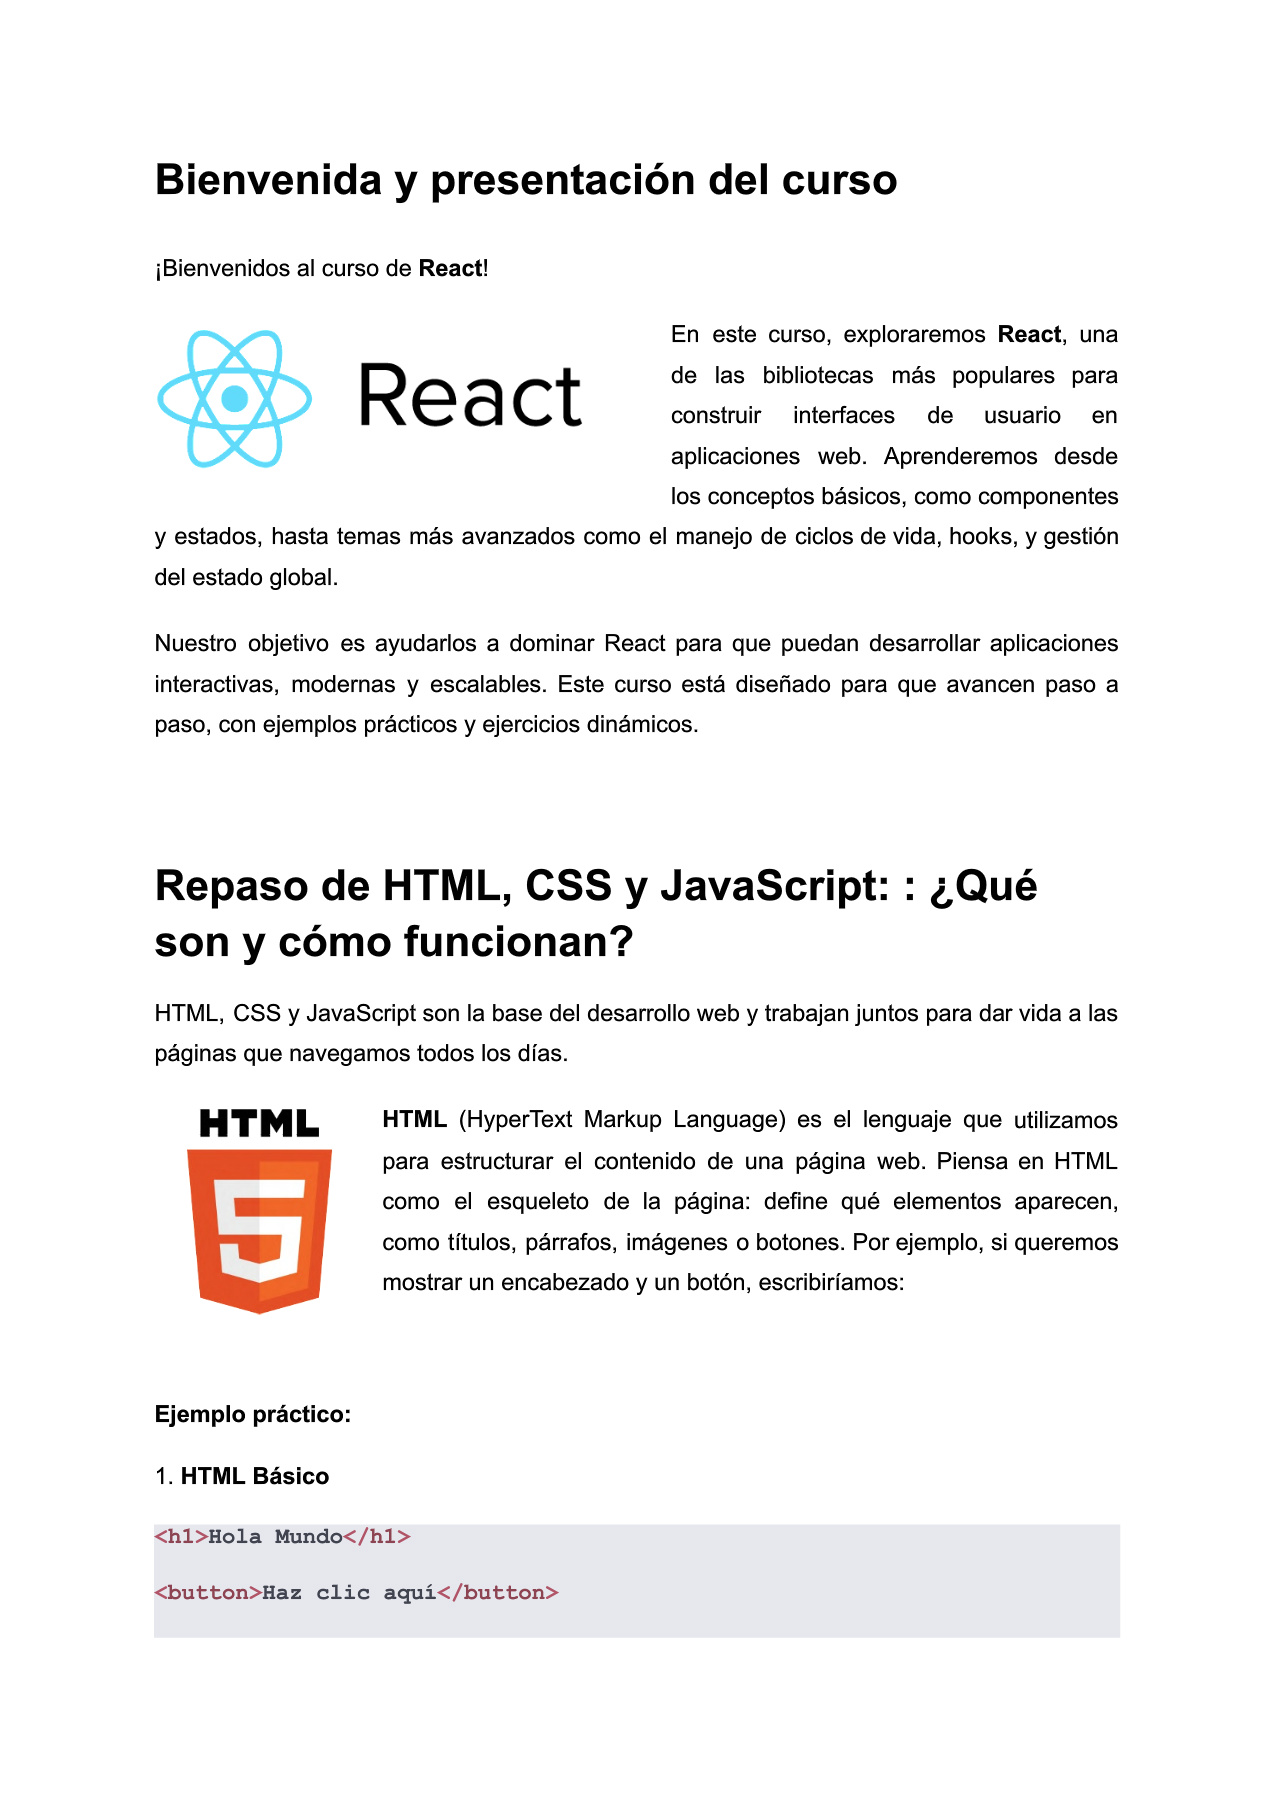 Bienvenida y presentación del curso
¡Bienvenidos al curso de React!
React
En este curso, exploraremos React, una
de las bibliotecas más populares para
construir interfaces de usuario en
aplicaciones web. Aprenderemos desde
los conceptos básicos, como componentes
y estados, hasta temas más avanzados como el manejo de ciclos de vida, hooks, y gestión
del estado global.
Nuestro objetivo es ayudarlos a dominar React para que puedan desarrollar aplicaciones
interactivas, modernas y escalables. Este curso está diseñado para que avancen paso a
paso, con ejemplos prácticos y ejercicios dinámicos.
Repaso de HTML, CSS y JavaScript: : ¿Qué
son y cómo funcionan?
HTML, CSS y JavaScript son la base del desarrollo web y trabajan juntos para dar vida a las
páginas que navegamos todos los días.
HTML
5
HTML (HyperText Markup Language) es el lenguaje que utilizamos
para estructurar el contenido de una página web. Piensa en HTML
como el esqueleto de la página: define qué elementos aparecen,
como títulos, párrafos, imágenes o botones. Por ejemplo, si queremos
mostrar un encabezado y un botón, escribiríamos:
Ejemplo práctico:
1. HTML Básico
<h1>Hola Mundo</h1>
<button>Haz clic aquí</button>